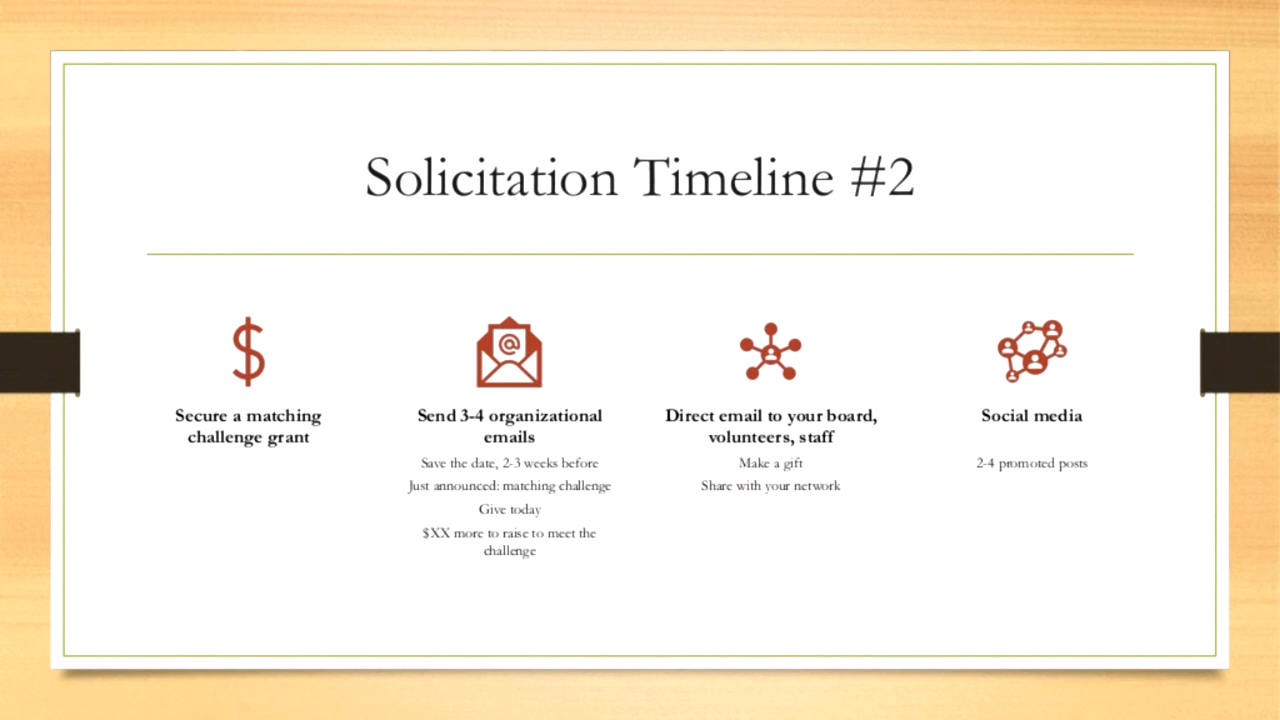 Solicitation Timeline #2
$
Secure a matching
challenge grant
@
Send 3-4 organizational
emails
Save the date, 2-3 weeks before
Just announced: matching challenge
Give today
$XX more to raise to meet the
challenge
Direct email to your board,
volunteers, staff
Make a gift
Share with your network
Social media
2-4 promoted posts